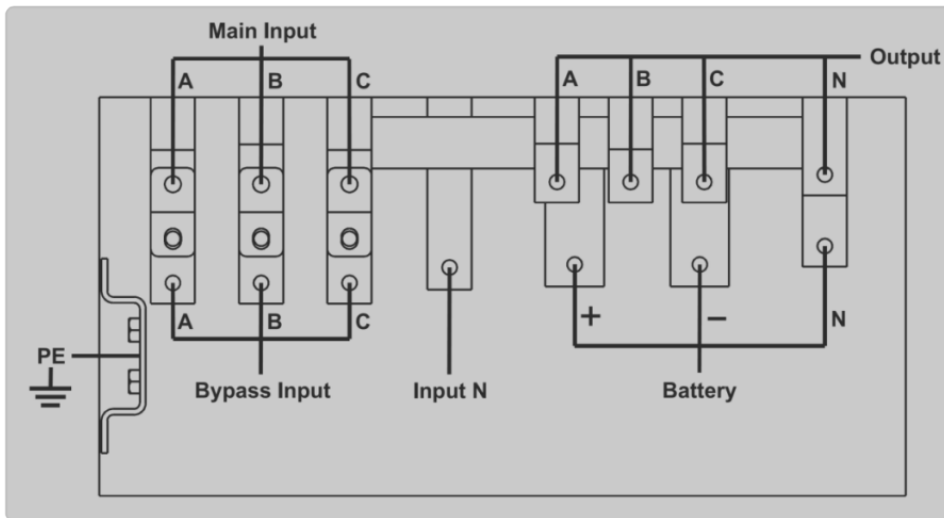 Main Input
Output
A B C
A B C N
A B C
+ – N
PE
Bypass Input
Input N
Battery